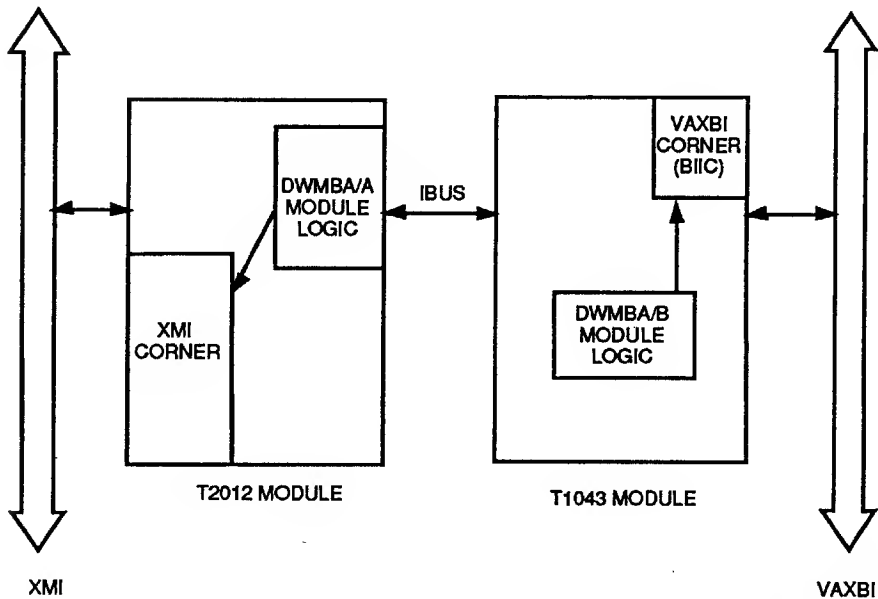 VAXBI
CORNER
(BIIC)
DWMBA/A
MODULE
LOGIC
IBUS
XMI
CORNER
DWMBA/B
MODULE
LOGIC
T2012 MODULE
T1043 MODULE
XMI
VAXBI